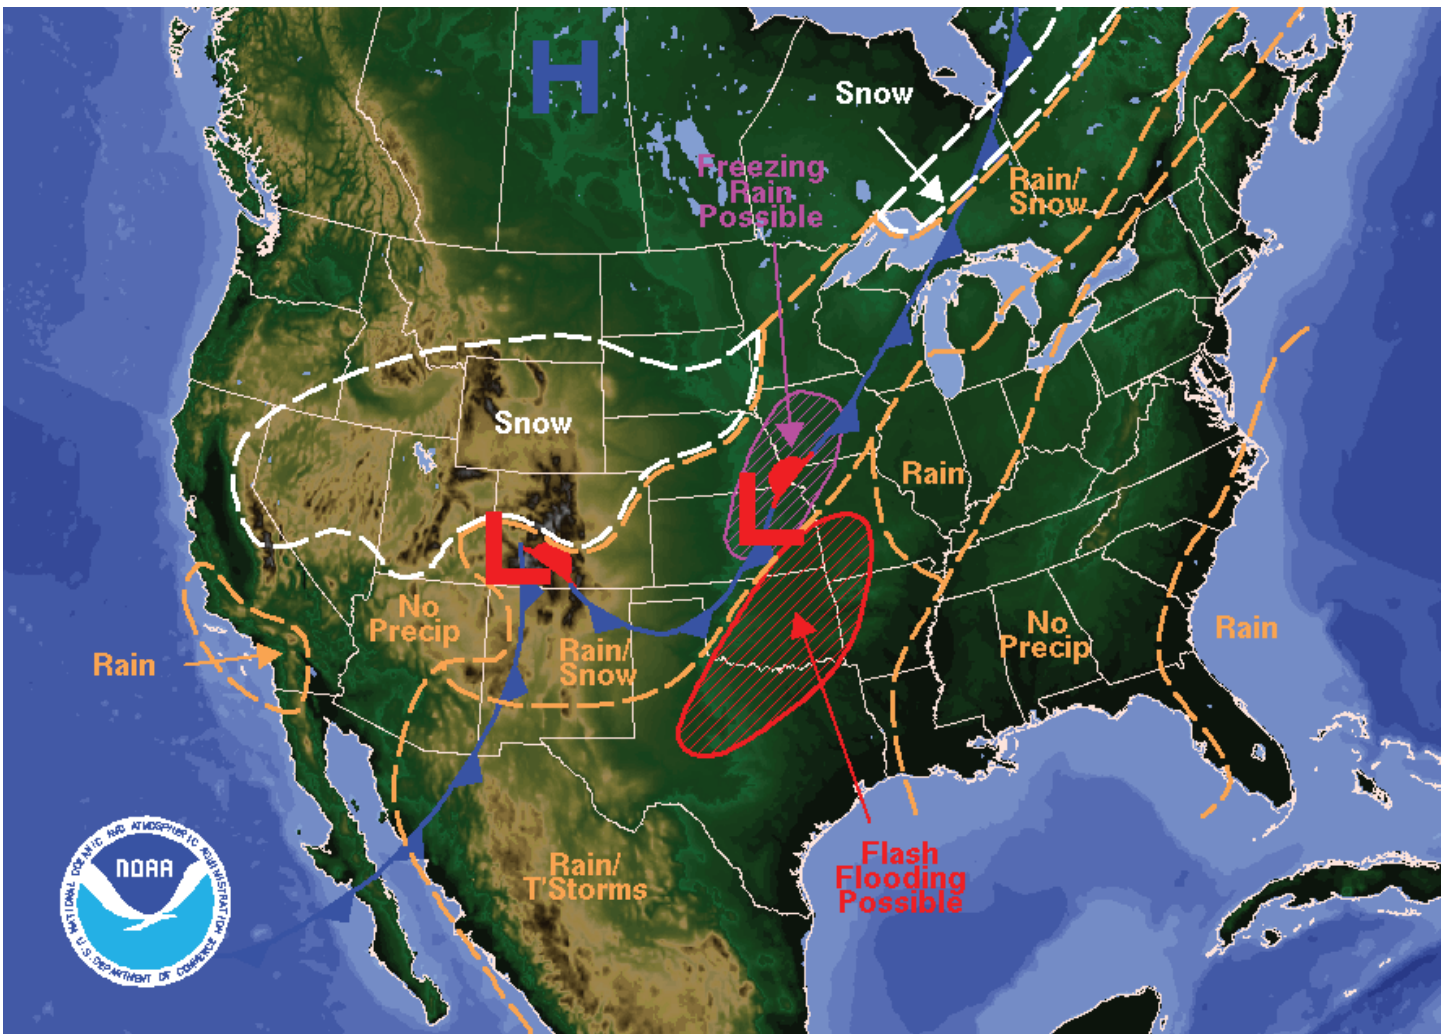 H
Snow
Freezing
Rain
Possible
Rain/
Snow
Snow
Rain
L
L
No
Precip
Rain/
Snow
No
Precip
Rain
Rain
Rain/
T'Storms
Flash
Flooding
Possible
NATIONAL OCEANIC AND ATMOSPHERIC ADMINISTRATION
NOAA
U.S. DEPARTMENT OF COMMERCE